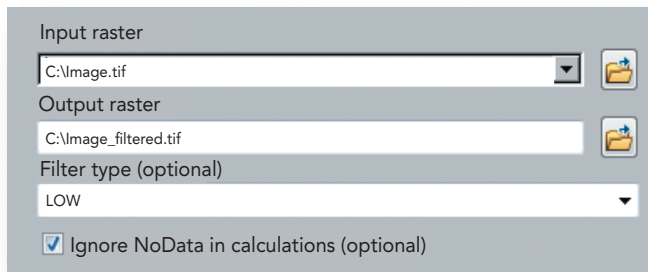 Input raster
C:\Image.tif
Output raster
C:\Image_filtered.tif
Filter type (optional)
LOW
Ignore NoData in calculations (optional)